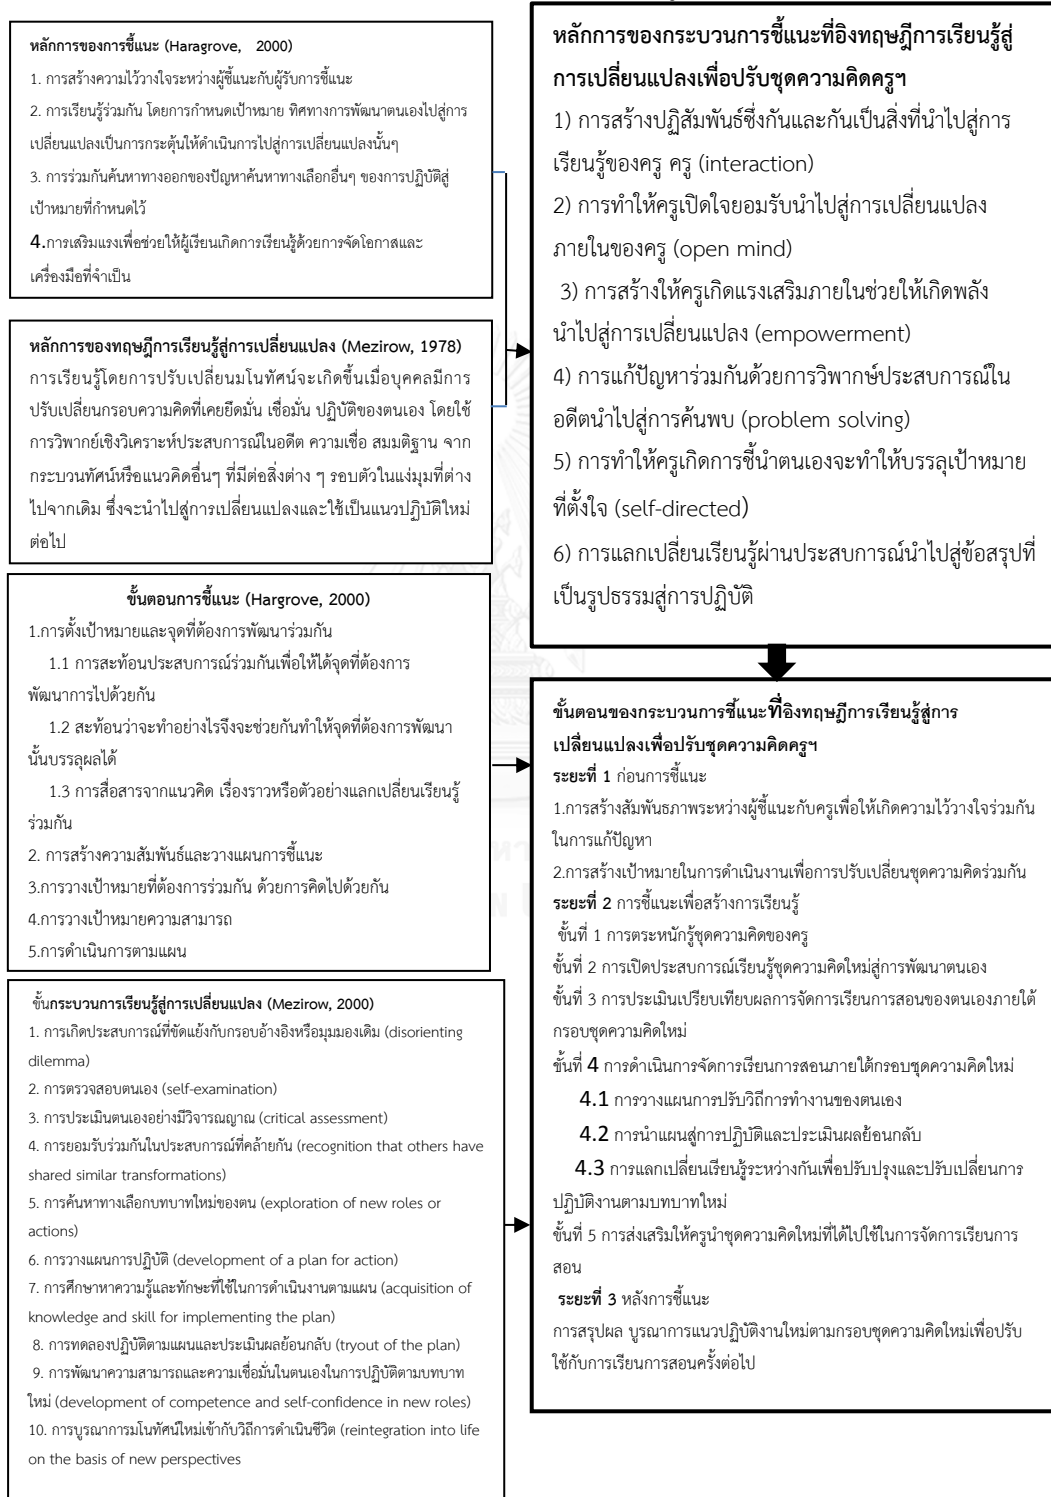 หลักการของการชี้แนะ (Haragrove, 2000)
1. การสร้างความไว้วางใจระหว่างผู้ชี้แนะกับผู้รับการชี้แนะ
2. การเรียนรู้ร่วมกัน โดยการกำหนดเป้าหมาย ทิศทางการพัฒนาตนเองไปสู่การ
เปลี่ยนแปลงเป็นการกระตุ้นให้ดำเนินการไปสู่การเปลี่ยนแปลงนั้นๆ
3. การร่วมกันค้นหาทางออกของปัญหาค้นหาทางเลือกอื่นๆ ของการปฏิบัติสู่
เป้าหมายที่กำหนดไว้
4.การเสริมแรงเพื่อช่วยให้ผู้เรียนเกิดการเรียนรู้ด้วยการจัดโอกาสและ
เครื่องมือที่จำเป็น
หลักการของทฤษฎีการเรียนรู้สู่การเปลี่ยนแปลง (Mezirow, 1978)
การเรียนรู้โดยการปรับเปลี่ยนมโนทัศน์จะเกิดขึ้นเมื่อบุคคลมีการ
ปรับเปลี่ยนกรอบความคิดที่เคยยึดมั่น เชื่อมั่น ปฏิบัติของตนเอง โดยใช้
การวิพากย์เชิงวิเคราะห์ประสบการณ์ในอดีต ความเชื่อ สมมติฐาน จาก
กระบวนทัศน์หรือแนวคิดอื่นๆ ที่มีต่อสิ่งต่าง ๆ รอบตัวในแง่มุมที่ต่าง
ไปจากเดิม ซึ่งจะนำไปสู่การเปลี่ยนแปลงและใช้เป็นแนวปฏิบัติใหม่
ต่อไป
ขั้นตอนการชี้แนะ (Hargrove, 2000)
1.การตั้งเป้าหมายและจุดที่ต้องการพัฒนาร่วมกัน
1.1 การสะท้อนประสบการณ์ร่วมกันเพื่อให้ได้จุดที่ต้องการ
พัฒนาการไปด้วยกัน
1.2 สะท้อนว่าจะทำอย่างไรจึงจะช่วยกันทำให้จุดที่ต้องการพัฒนา
นั้นบรรลุผลได้
1.3 การสื่อสารจากแนวคิด เรื่องราวหรือตัวอย่างแลกเปลี่ยนเรียนรู้
ร่วมกัน
2. การสร้างความสัมพันธ์และวางแผนการชี้แนะ
3.การวางเป้าหมายที่ต้องการร่วมกัน ด้วยการคิดไปด้วยกัน
4.การวางเป้าหมายความสามารถ
5.การดำเนินการตามแผน
ขั้นกระบวนการเรียนรู้สู่การเปลี่ยนแปลง (Mezirow, 2000)
1. การเกิดประสบการณ์ที่ขัดแย้งกับกรอบอ้างอิงหรือมุมมองเดิม (disorienting
dilemma)
2. การตรวจสอบตนเอง (self-examination)
3. การประเมินตนเองอย่างมีวิจารณญาณ (critical assessment)
4. การยอมรับร่วมกันในประสบการณ์ที่คล้ายกัน (recognition that others have
shared similar transformations)
5. การค้นหาทางเลือกบทบาทใหม่ของตน (exploration of new roles or
actions)
6. การวางแผนการปฏิบัติ (development of a plan for action)
7. การศึกษาหาความรู้และทักษะที่ใช้ในการดำเนินงานตามแผน (acquisition of
knowledge and skill for implementing the plan)
8. การทดลองปฏิบัติตามแผนและประเมินผลย้อนกลับ (tryout of the plan)
9. การพัฒนาความสามารถและความเชื่อมั่นในตนเองในการปฏิบัติตามบทบาท
ใหม่ (development of competence and self-confidence in new roles)
10. การบูรณาการมโนทัศน์ใหม่เข้ากับวิถีการดำเนินชีวิต (reintegration into life
on the basis of new perspectives
หลักการของกระบวนการชี้แนะที่อิงทฤษฎีการเรียนรู้สู่
การเปลี่ยนแปลงเพื่อปรับชุดความคิดครูฯ
1) การสร้างปฏิสัมพันธ์ซึ่งกันและกันเป็นสิ่งที่นำไปสู่การ
เรียนรู้ของครู ครู (interaction)
2) การทำให้ครูเปิดใจยอมรับนำไปสู่การเปลี่ยนแปลง
ภายในของครู (open mind)
3) การสร้างให้ครูเกิดแรงเสริมภายในช่วยให้เกิดพลัง
นำไปสู่การเปลี่ยนแปลง (empowerment)
4) การแก้ปัญหาร่วมกันด้วยการวิพากษ์ประสบการณ์ใน
อดีตนำไปสู่การค้นพบ (problem solving)
5) การทำให้ครูเกิดการชี้นำตนเองจะทำให้บรรลุเป้าหมาย
ที่ตั้งใจ (self-directed)
6) การแลกเปลี่ยนเรียนรู้ผ่านประสบการณ์นำไปสู่ข้อสรุปที่
เป็นรูปธรรมสู่การปฏิบัติ
ขั้นตอนของกระบวนการชี้แนะที่อิงทฤษฎีการเรียนรู้สู่การ
เปลี่ยนแปลงเพื่อปรับชุดความคิดครูฯ
ระยะที่ 1 ก่อนการชี้แนะ
1.การสร้างสัมพันธภาพระหว่างผู้ชี้แนะกับครูเพื่อให้เกิดความไว้วางใจร่วมกัน
ในการแก้ปัญหา
2.การสร้างเป้าหมายในการดำเนินงานเพื่อการปรับเปลี่ยนชุดความคิดร่วมกัน
ระยะที่ 2 การชี้แนะเพื่อสร้างการเรียนรู้
ขั้นที่ 1 การตระหนักรู้ชุดความคิดของครู
ขั้นที่ 2 การเปิดประสบการณ์เรียนรู้ชุดความคิดใหม่สู่การพัฒนาตนเอง
ขั้นที่ 3 การประเมินเปรียบเทียบผลการจัดการเรียนการสอนของตนเองภายใต้
กรอบชุดความคิดใหม่
ขั้นที่ 4 การดำเนินการจัดการเรียนการสอนภายใต้กรอบชุดความคิดใหม่
4.1 การวางแผนการปรับวิถีการทำงานของตนเอง
4.2 การนำแผนสู่การปฏิบัติและประเมินผลย้อนกลับ
4.3 การแลกเปลี่ยนเรียนรู้ระหว่างกันเพื่อปรับปรุงและปรับเปลี่ยนการ
ปฏิบัติงานตามบทบาทใหม่
ขั้นที่ 5 การส่งเสริมให้ครูนำชุดความคิดใหม่ที่ได้ไปใช้ในการจัดการเรียนการ
สอน
ระยะที่ 3 หลังการชี้แนะ
การสรุปผล บูรณาการแนวปฏิบัติงานใหม่ตามกรอบชุดความคิดใหม่เพื่อปรับ
ใช้กับการเรียนการสอนครั้งต่อไป